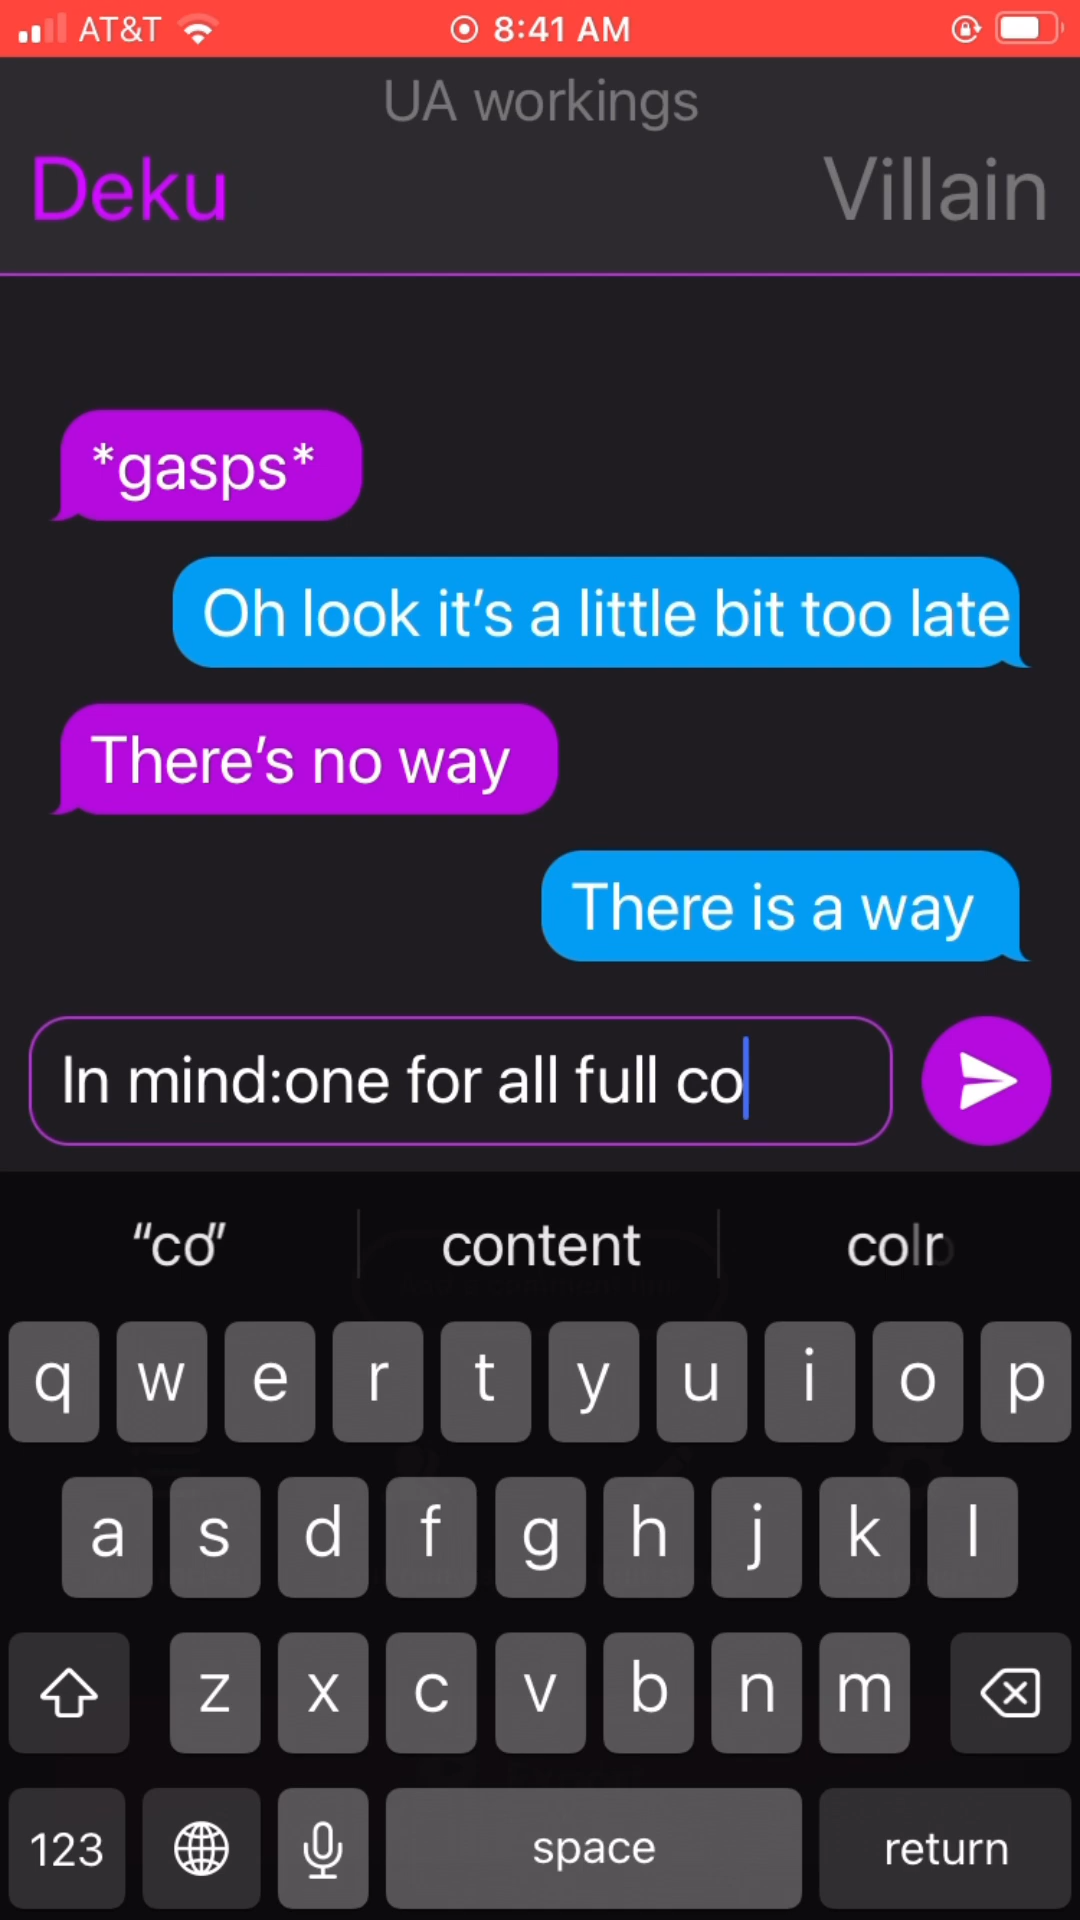 AT&T 8:41 AM
UA workings
Deku Villain
*gasps*
Oh look it’s a little bit too late
There’s no way
There is a way
In mind:one for all full co
“co” content
q w e r t y u i o p
a s d f g h j k l
z x c v b n m
123 space return